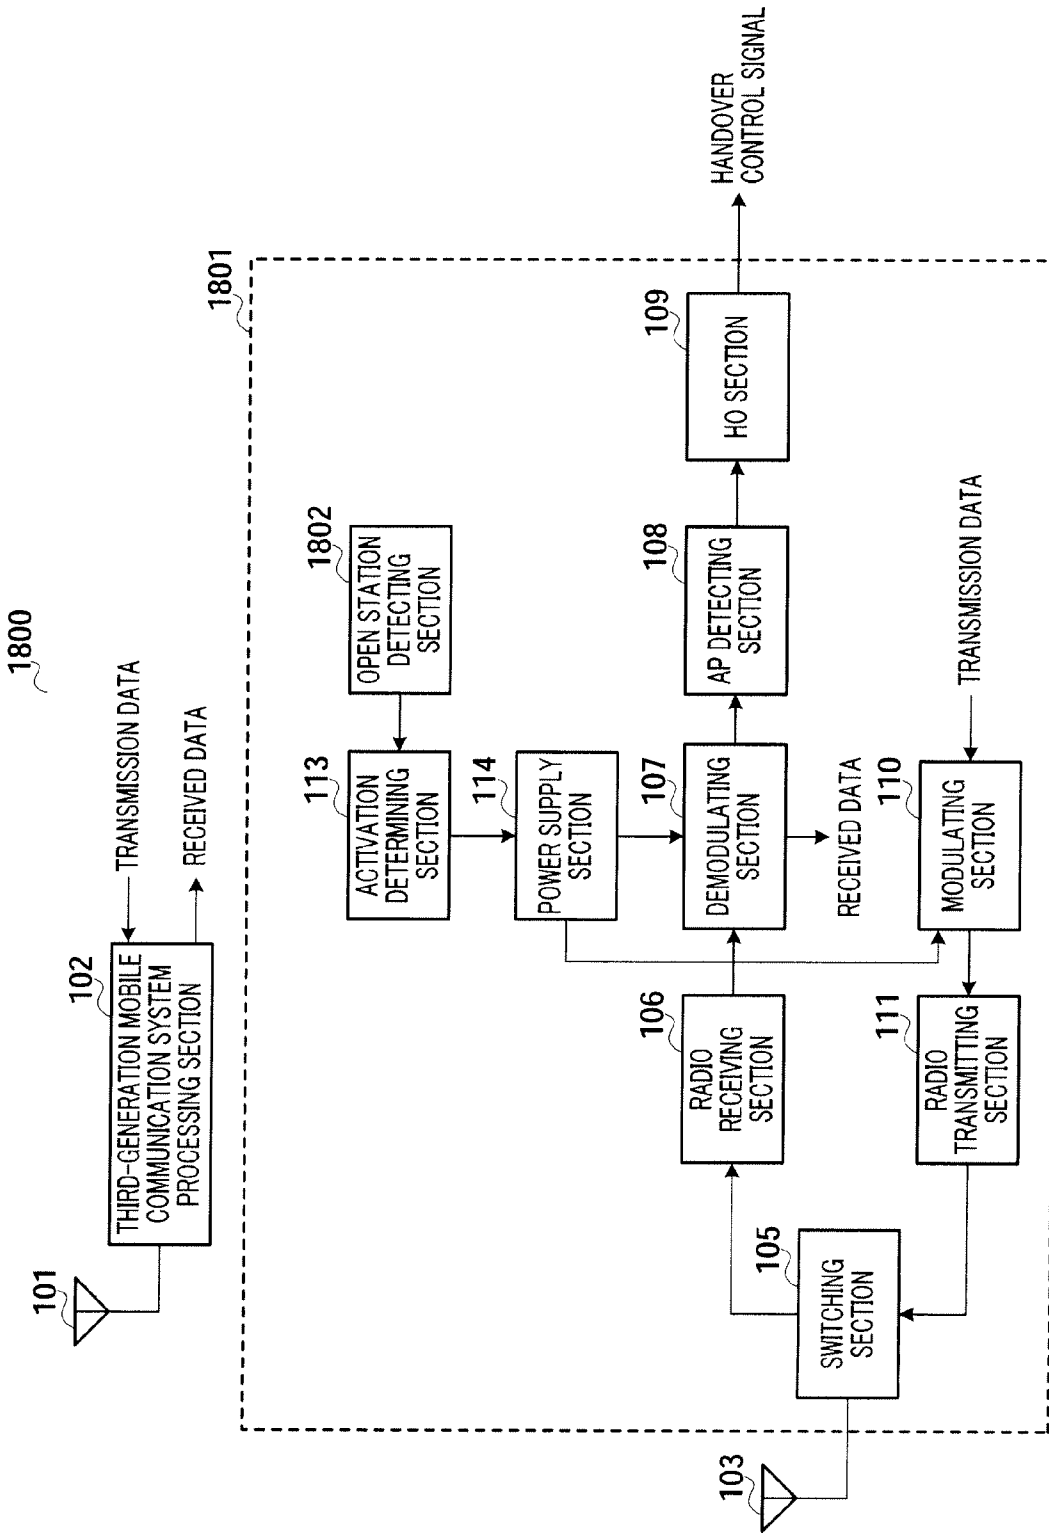 1800
101
102
THIRD-GENERATION MOBILE
COMMUNICATION SYSTEM
PROCESSING SECTION
TRANSMISSION DATA
RECEIVED DATA
1801
113
ACTIVATION
DETERMINING
SECTION
1802
OPEN STATION
DETECTING
SECTION
114
POWER SUPPLY
SECTION
103
105
SWITCHING
SECTION
106
RADIO
RECEIVING
SECTION
107
DEMODULATING
SECTION
RECEIVED DATA
108
AP DETECTING
SECTION
109
HO SECTION
HANDOVER
CONTROL SIGNAL
111
RADIO
TRANSMITTING
SECTION
110
MODULATING
SECTION
TRANSMISSION DATA